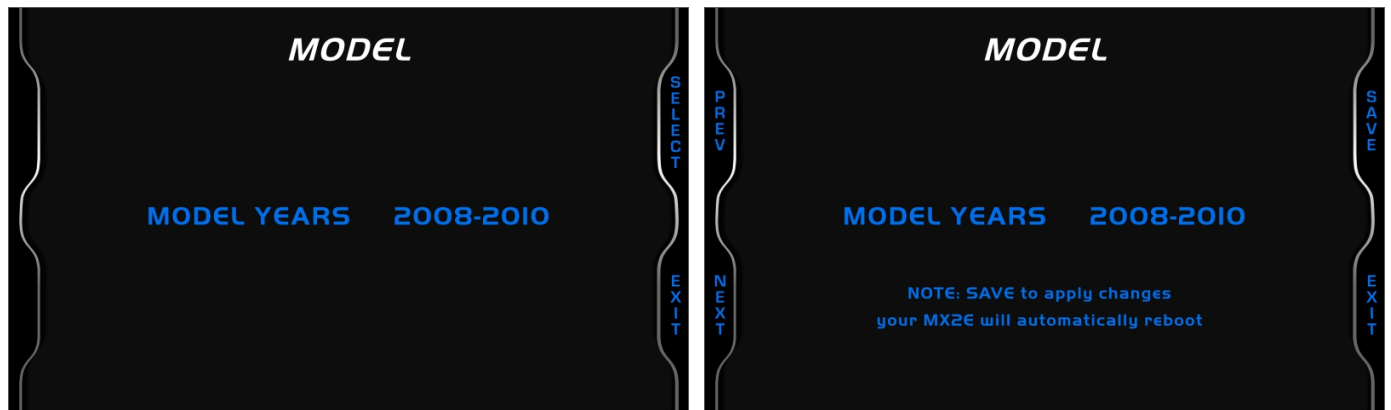 MODEL
SELECT
MODEL YEARS 2008-2010
EXIT
MODEL
PREV
SAVE
MODEL YEARS 2008-2010
NEXT
NOTE: SAVE to apply changes
your MX2E will automatically reboot
EXIT